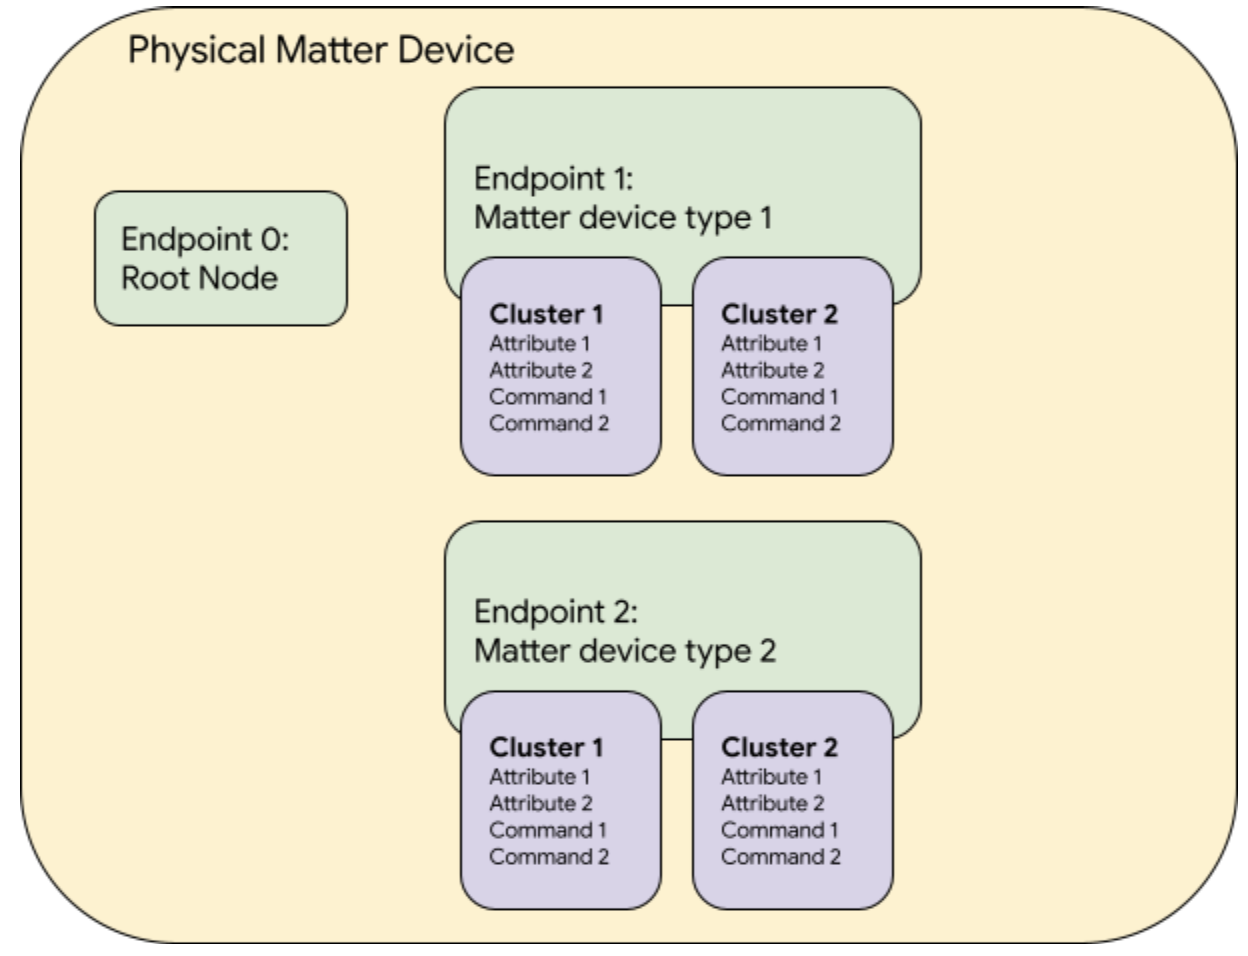 Physical Matter Device
Endpoint 0:
Root Node
Endpoint 1:
Matter device type 1
Cluster 1
Attribute 1
Attribute 2
Command 1
Command 2
Cluster 2
Attribute 1
Attribute 2
Command 1
Command 2
Endpoint 2:
Matter device type 2
Cluster 1
Attribute 1
Attribute 2
Command 1
Command 2
Cluster 2
Attribute 1
Attribute 2
Command 1
Command 2